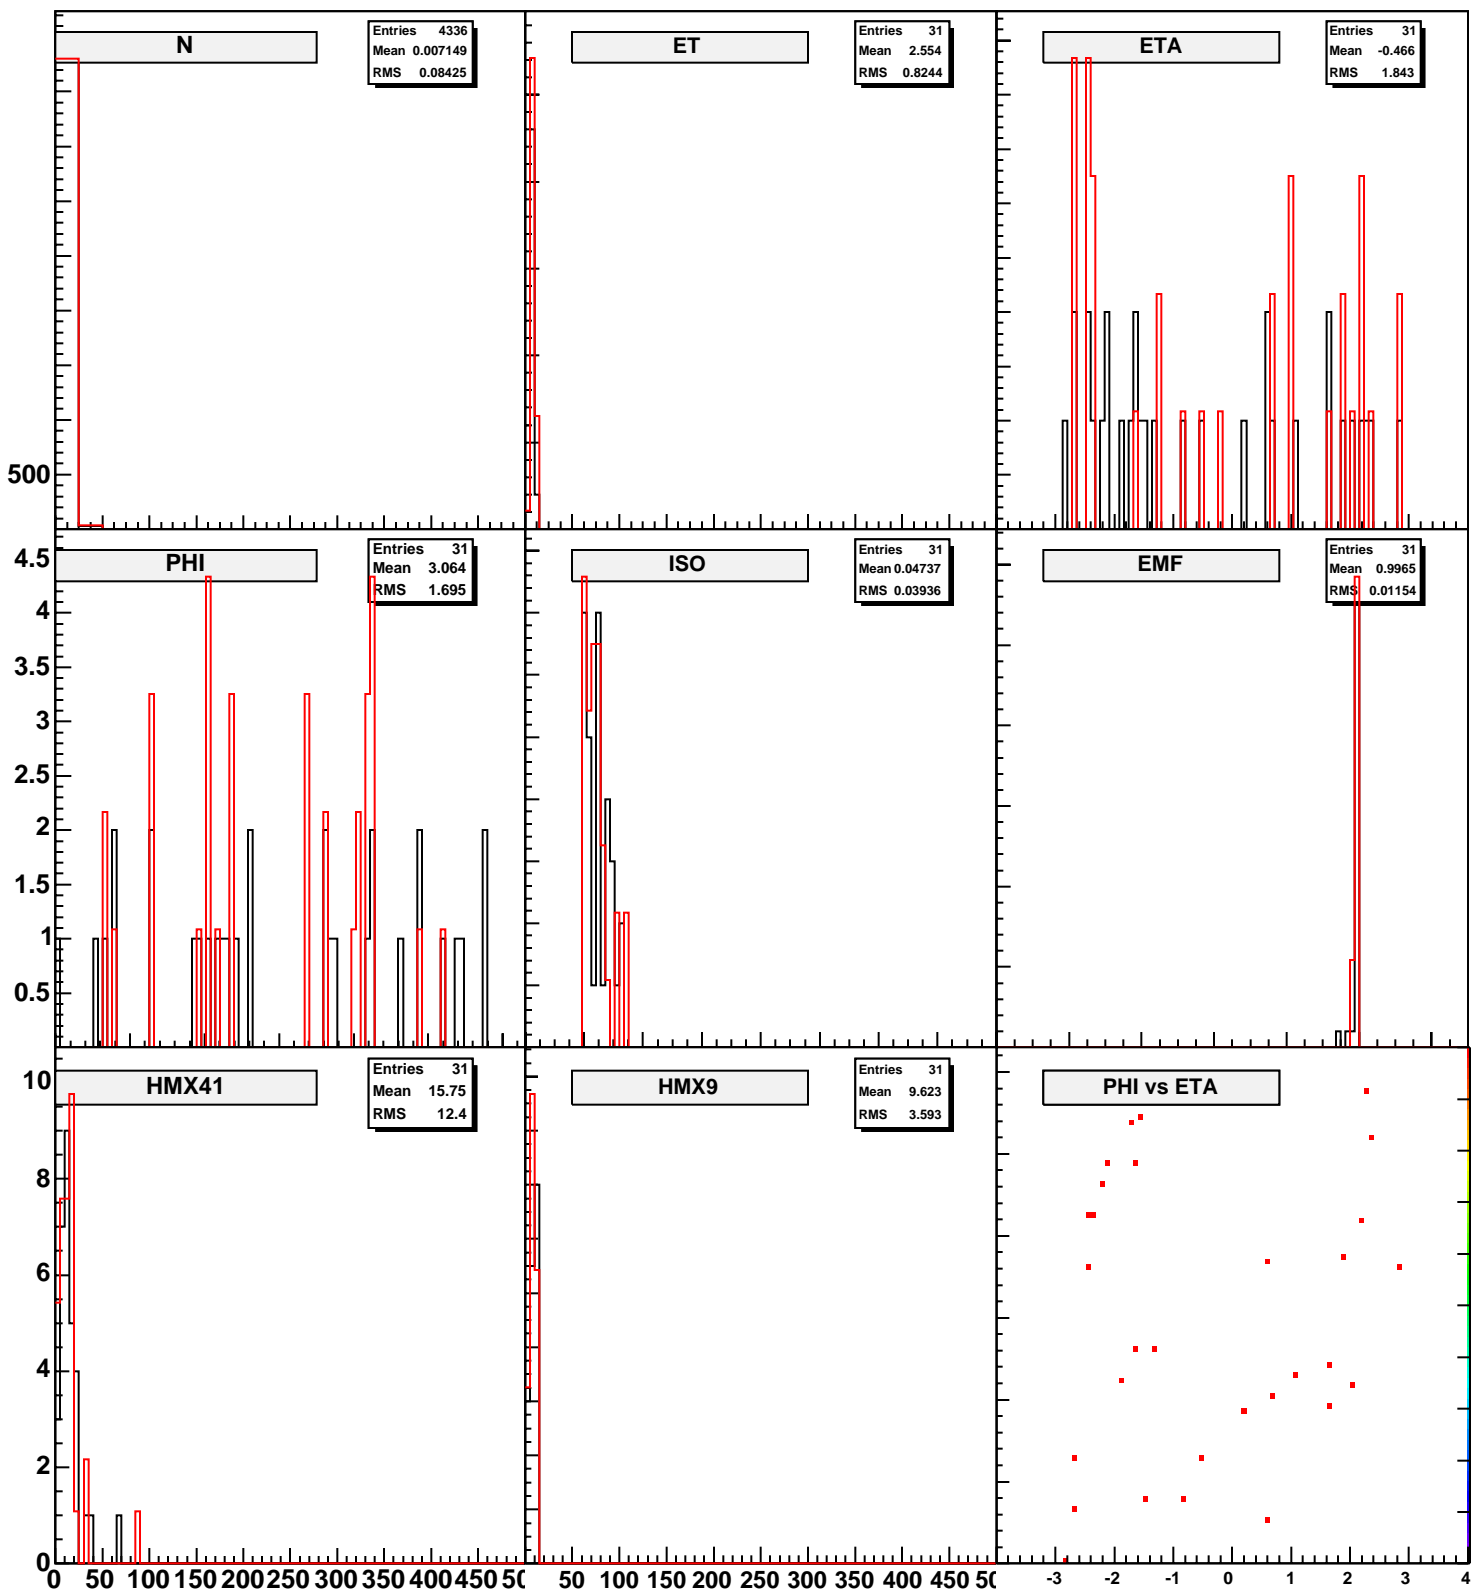 N
Entries 4336
Mean 0.007149
RMS 0.08425
ET
Entries 31
Mean 2.554
RMS 0.8244
ETA
Entries 31
Mean -0.466
RMS 1.843
500
PHI
Entries 31
Mean 3.064
RMS 1.695
ISO
Entries 31
Mean 0.04737
RMS 0.03936
EMF
Entries 31
Mean 0.9965
RMS 0.01154
4.5
4
3.5
3
2.5
2
1.5
1
0.5
HMX41
Entries 31
Mean 15.75
RMS 12.4
HMX9
Entries 31
Mean 9.623
RMS 3.593
PHI vs ETA
10
8
6
4
2
0
0 50 100 150 200 250 300 350 400 450 50
50 100 150 200 250 300 350 400 450 50
-3 -2 -1 0 1 2 3 4